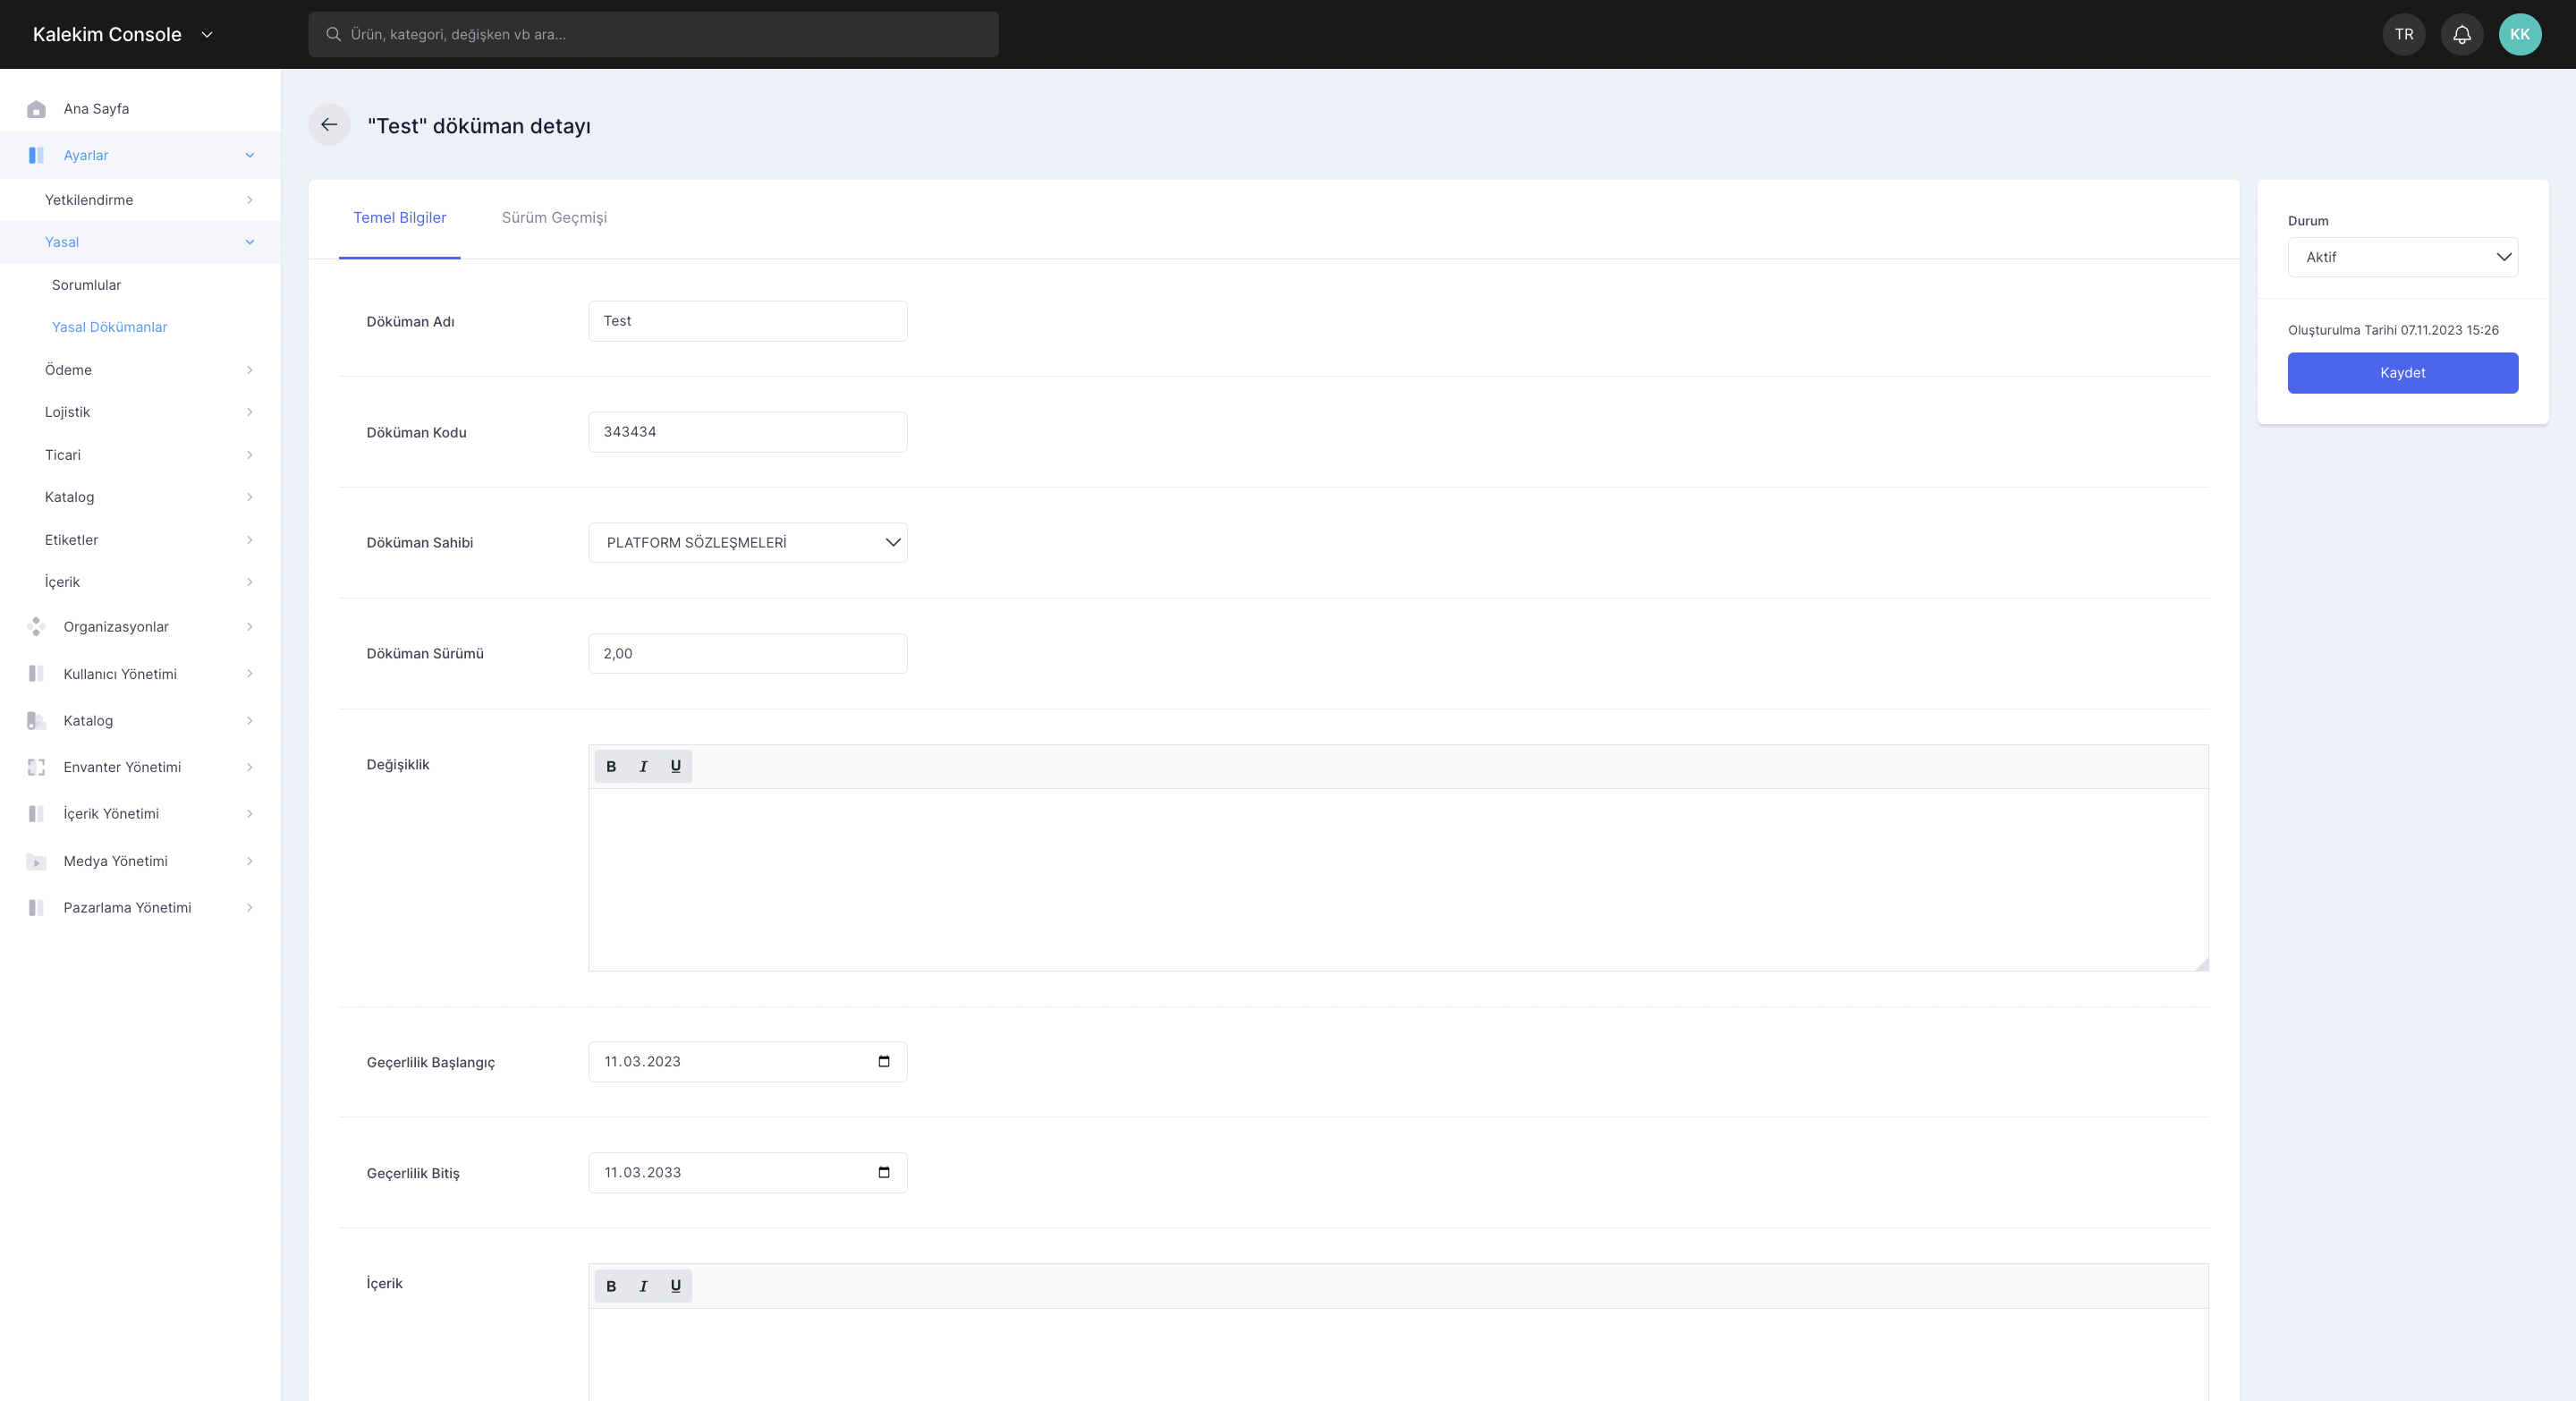 Kalekim Console
Ürün, kategori, değişken vb ara...
TR
KK
Ana Sayfa
Ayarlar
Yetkilendirme
Yasal
Sorumlular
Yasal Dökümanlar
Ödeme
Lojistik
Ticari
Katalog
Etiketler
İçerik
Organizasyonlar
Kullanıcı Yönetimi
Katalog
Envanter Yönetimi
İçerik Yönetimi
Medya Yönetimi
Pazarlama Yönetimi
"Test" döküman detayı
Temel Bilgiler
Sürüm Geçmişi
Döküman Adı
Test
Döküman Kodu
343434
Döküman Sahibi
PLATFORM SÖZLEŞMELERİ
Döküman Sürümü
2,00
Değişiklik
B I U
Geçerlilik Başlangıç
11.03.2023
Geçerlilik Bitiş
11.03.2033
İçerik
B I U
Durum
Aktif
Oluşturulma Tarihi 07.11.2023 15:26
Kaydet